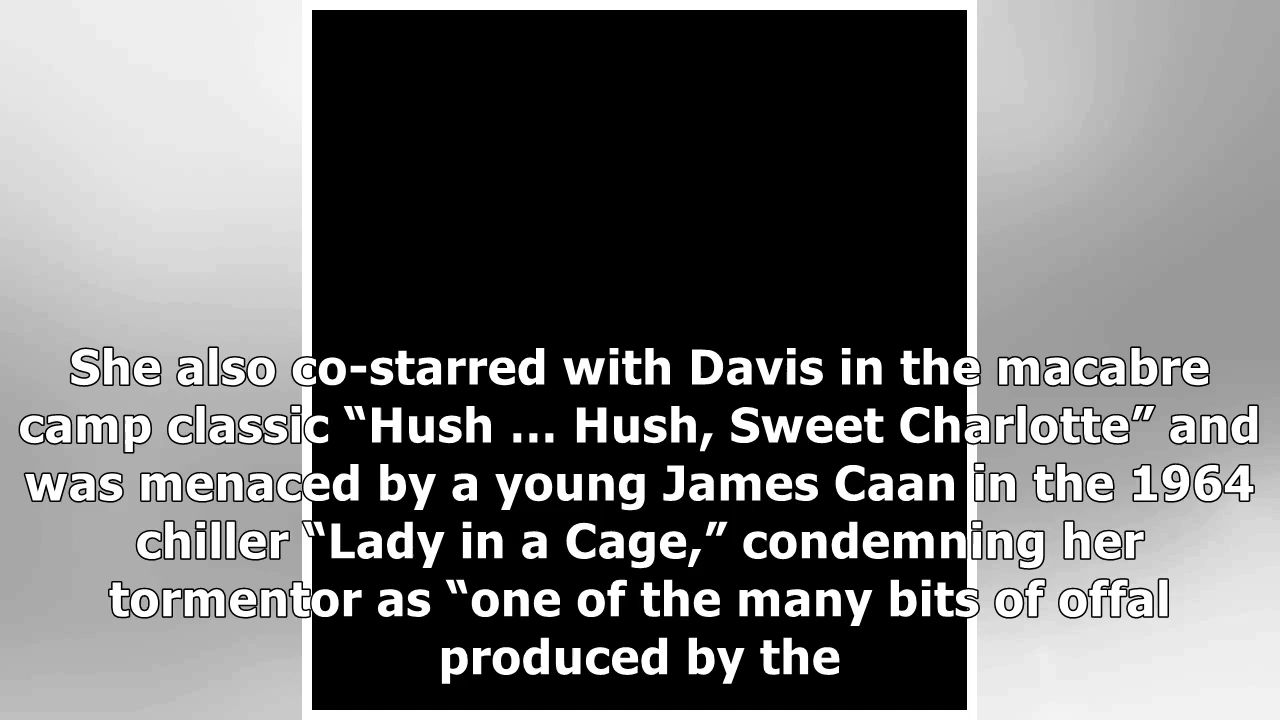 She also co-starred with Davis in the macabre
camp classic “Hush ... Hush, Sweet Charlotte” and
was menaced by a young James Caan in the 1964
chiller “Lady in a Cage,” condemning her
tormentor as “one of the many bits of offal
produced by the